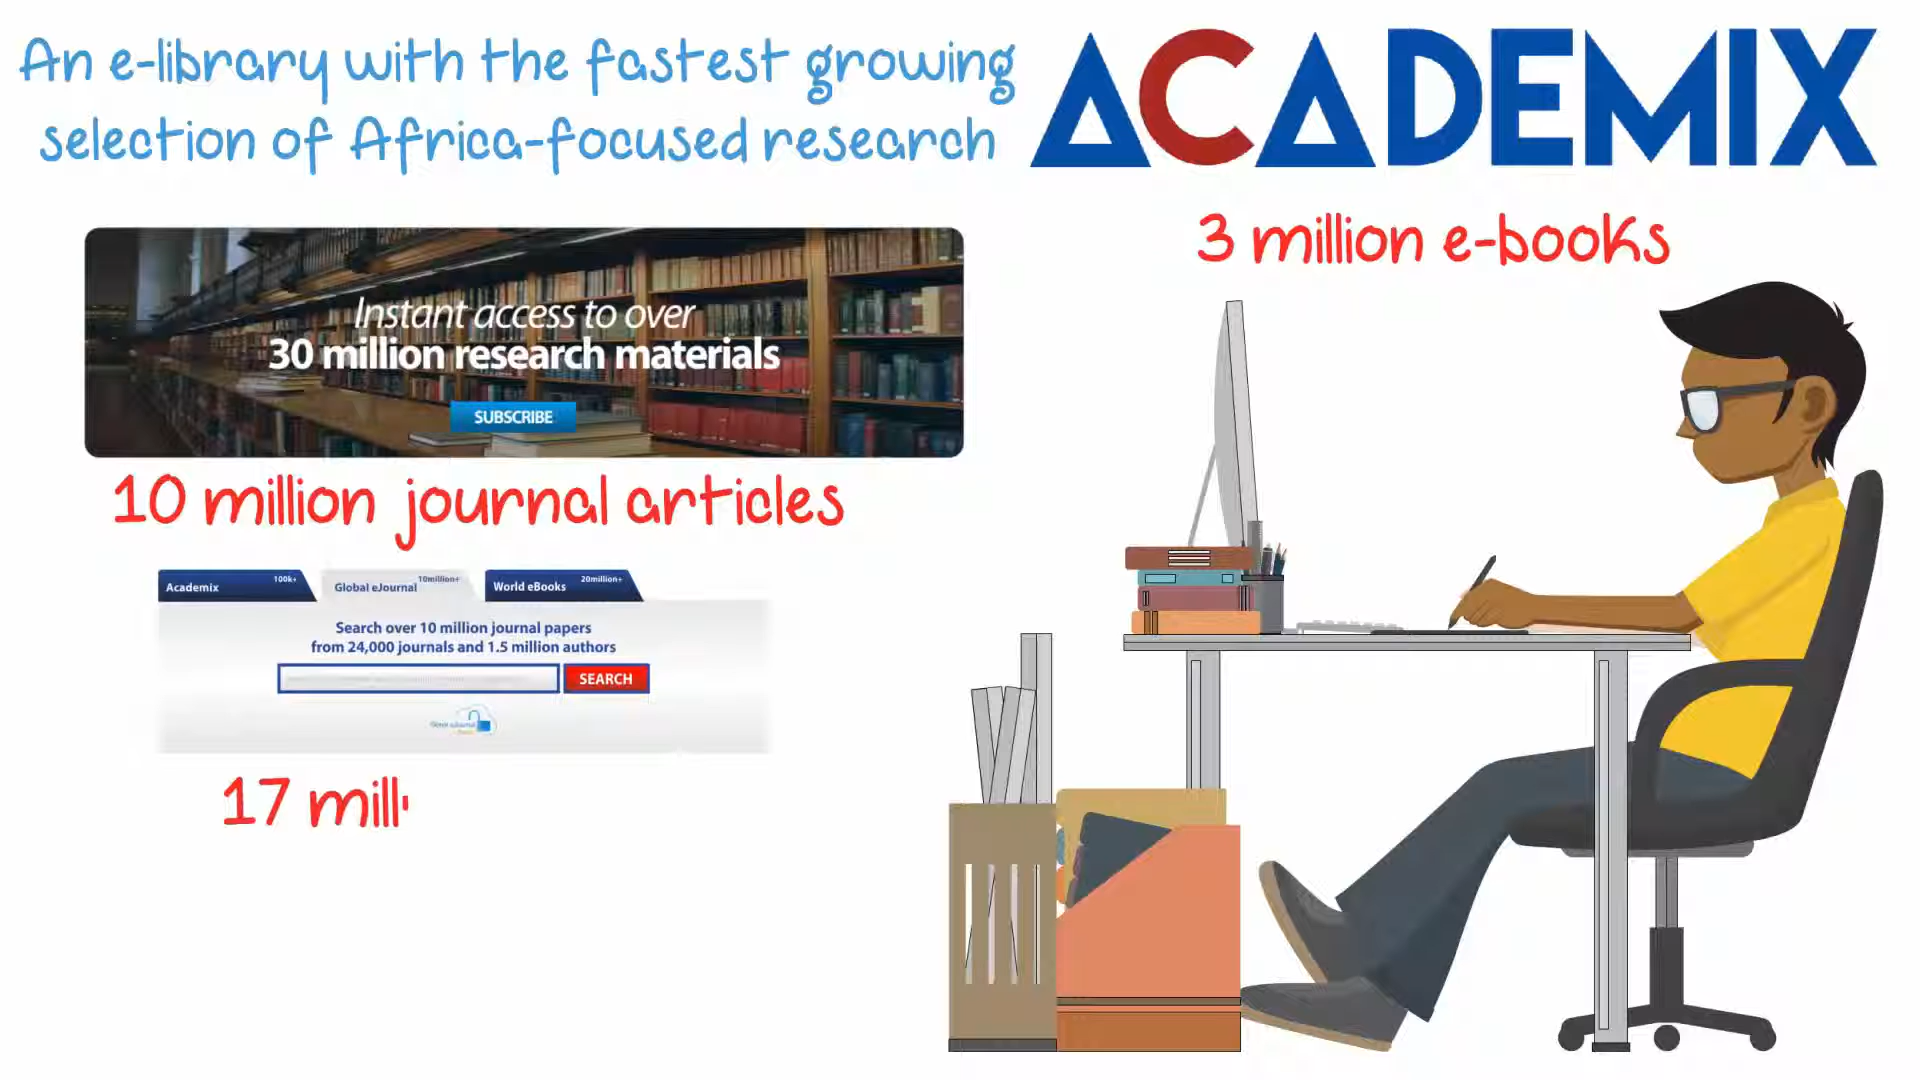 An e-library with the fastest growing
selection of Africa-focused research
ACADEMIX
3 million e-books
Instant access to over
30 million research materials
SUBSCRIBE
10 million journal articles
Academix 100k+
Global eJournal 10million+
World eBooks 20million+
Search over 10 million journal papers
from 24,000 journals and 1.5 million authors
SEARCH
17 mill